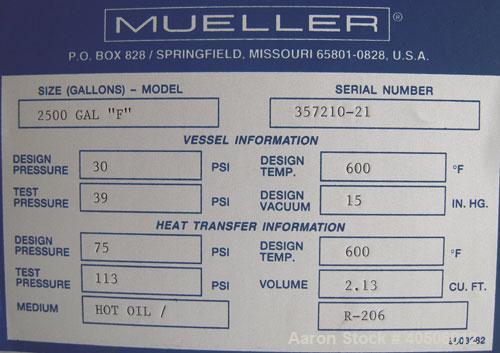 MUELLER®
P.O. BOX 828 / SPRINGFIELD, MISSOURI 65801-0828, U.S.A.
SIZE (GALLONS) – MODEL SERIAL NUMBER
2500 GAL "F" 357210-21
VESSEL INFORMATION
DESIGN PRESSURE 30 PSI DESIGN TEMP. 600 °F
TEST PRESSURE 39 PSI DESIGN VACUUM 15 IN. HG.
HEAT TRANSFER INFORMATION
DESIGN PRESSURE 75 PSI DESIGN TEMP. 600 °F
TEST PRESSURE 113 PSI VOLUME 2.13 CU. FT.
MEDIUM HOT OIL / R-206
Aaron Stock #